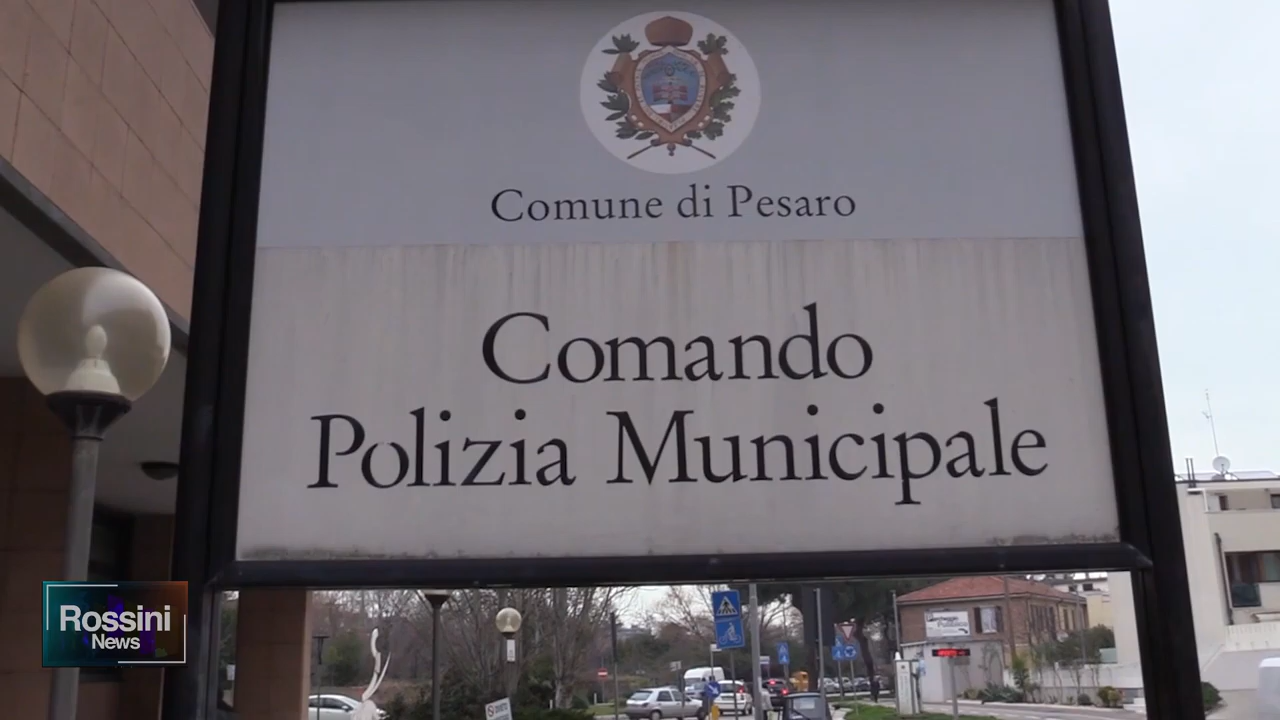 Comune di Pesaro
Comando
Polizia Municipale
Rossini
News